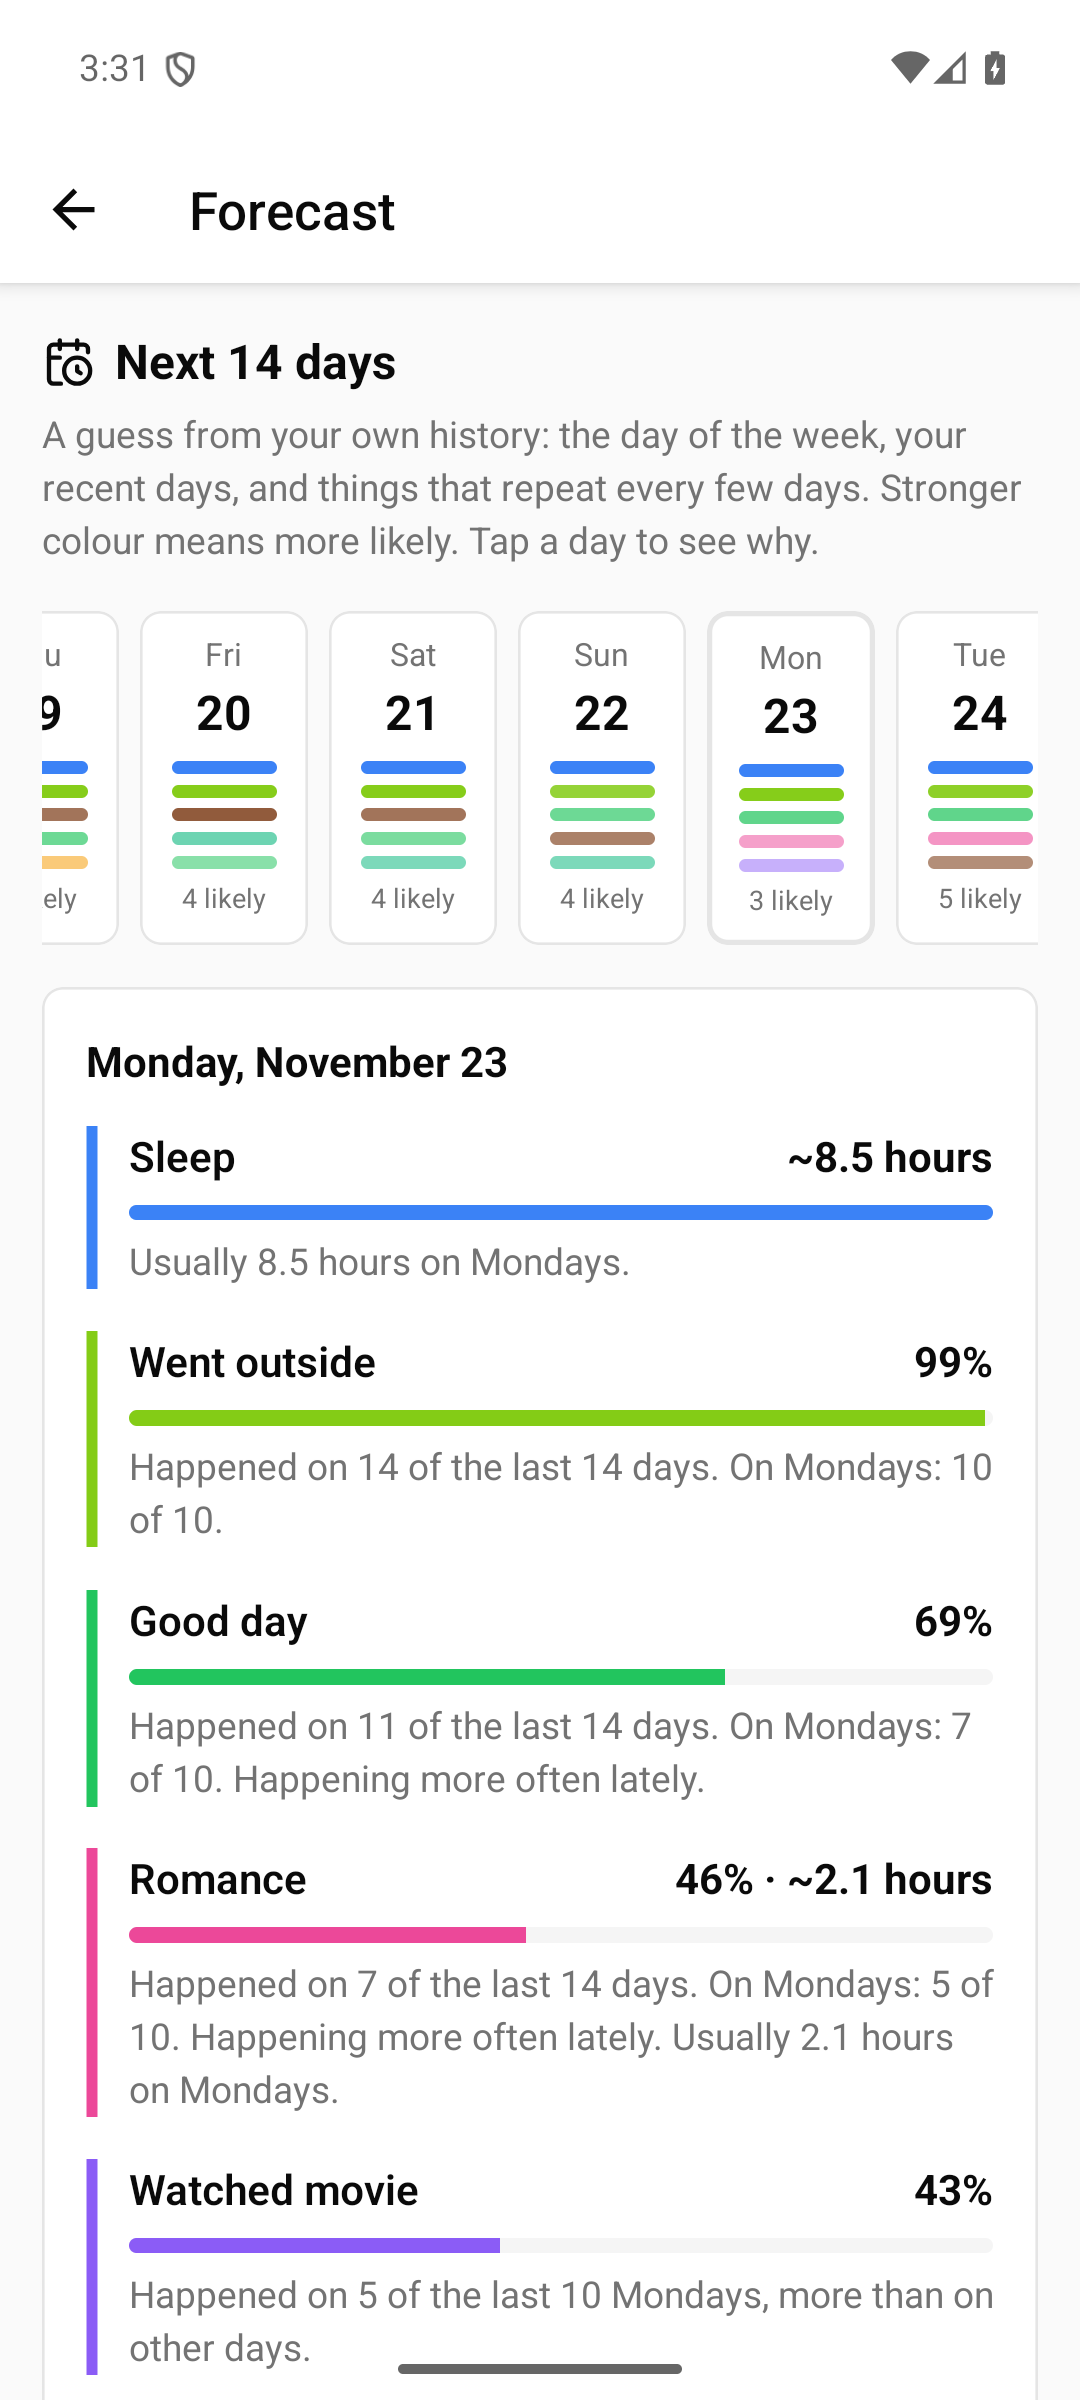 3:31
Forecast
Next 14 days
A guess from your own history: the day of the week, your
recent days, and things that repeat every few days. Stronger
colour means more likely. Tap a day to see why.
u
9
ely
Fri
20
4 likely
Sat
21
4 likely
Sun
22
4 likely
Mon
23
3 likely
Tue
24
5 likely
Monday, November 23
Sleep ~8.5 hours
Usually 8.5 hours on Mondays.
Went outside 99%
Happened on 14 of the last 14 days. On Mondays: 10
of 10.
Good day 69%
Happened on 11 of the last 14 days. On Mondays: 7
of 10. Happening more often lately.
Romance 46% · ~2.1 hours
Happened on 7 of the last 14 days. On Mondays: 5 of
10. Happening more often lately. Usually 2.1 hours
on Mondays.
Watched movie 43%
Happened on 5 of the last 10 Mondays, more than on
other days.